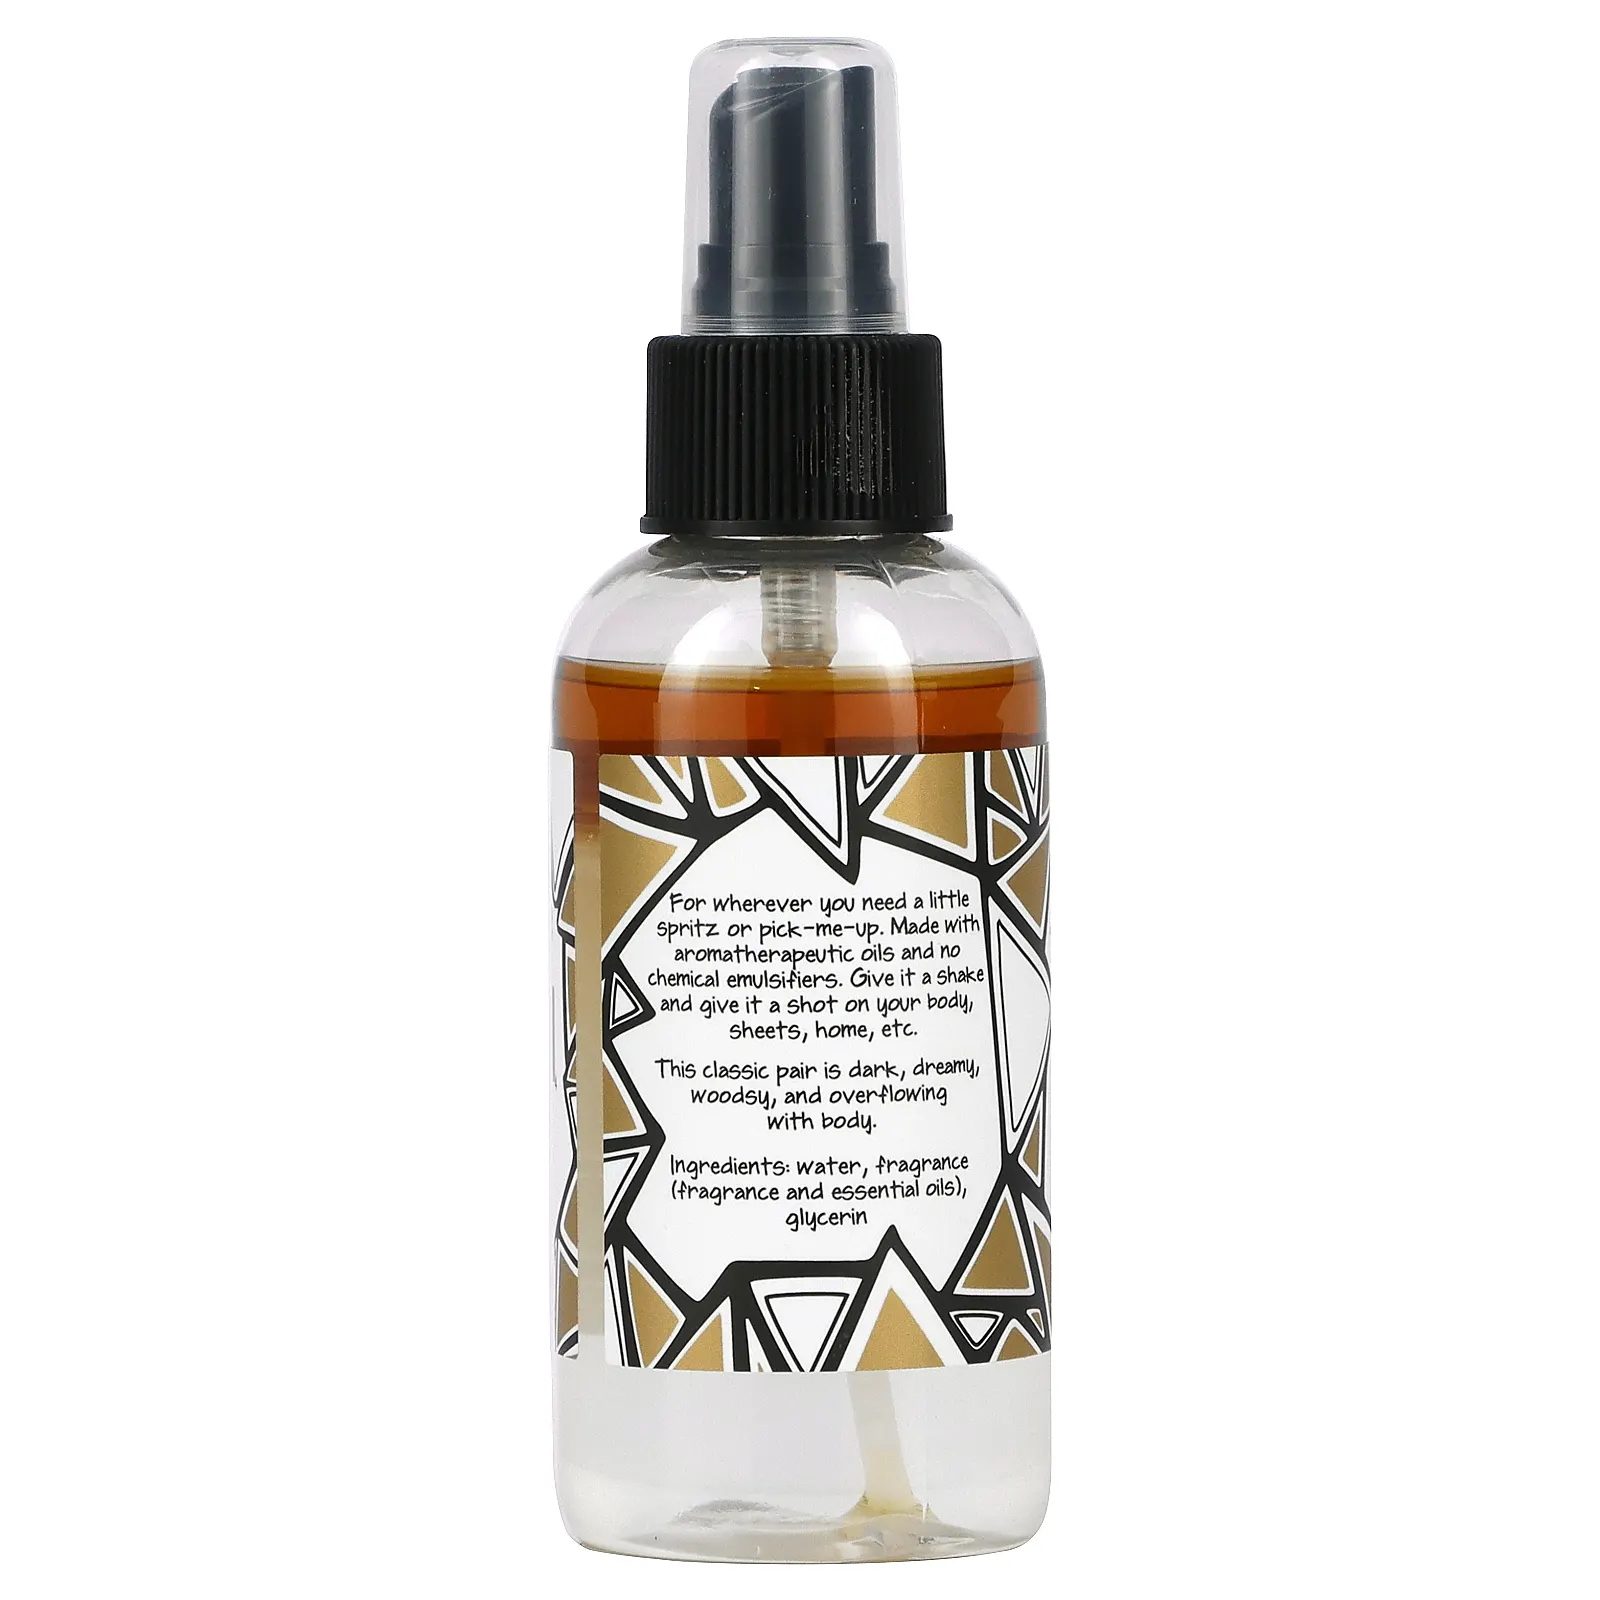 For wherever you need a little
spritz or pick-me-up. Made with
aromatherapeutic oils and no
chemical emulsifiers. Give it a shake
and give it a shot on your body,
sheets, home, etc.
This classic pair is dark, dreamy,
woodsy, and overflowing
with body.
Ingredients: water, fragrance
(fragrance and essential oils),
glycerin